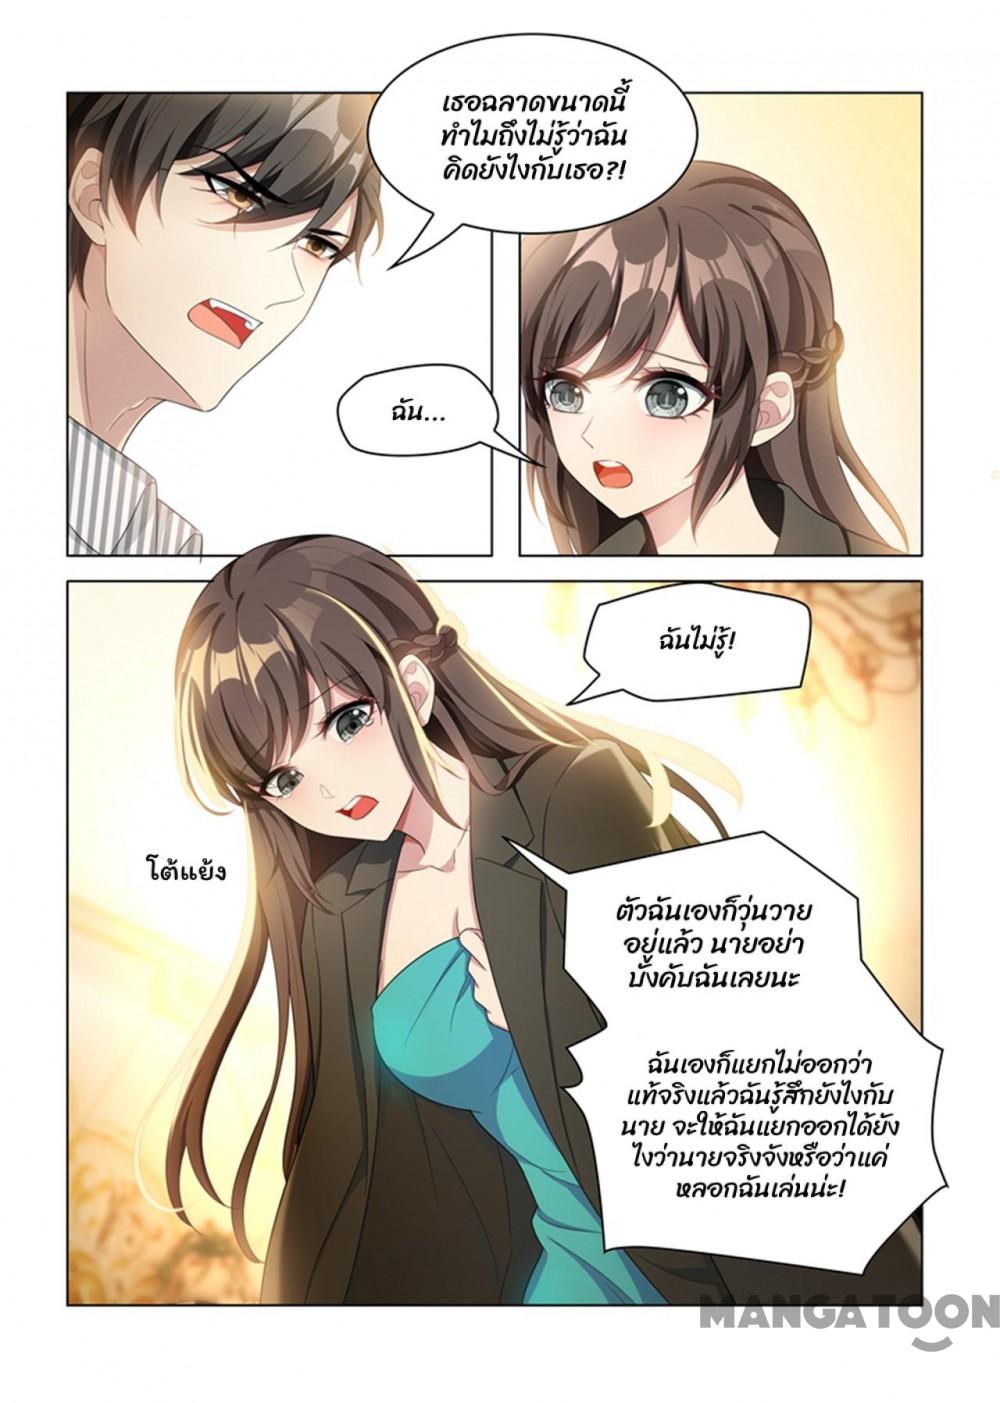 เธอฉลาดขนาดนี้
ทำไมถึงไม่รู้ว่าฉัน
คิดยังไงกับเธอ?!
ฉัน...
ฉันไม่รู้!
โต้แย้ง
ตัวฉันเองก็วุ่นวาย
อยู่แล้ว นายอย่า
บังคับฉันเลยนะ
ฉันเองก็แยกไม่ออกว่า
แท้จริงแล้วฉันรู้สึกยังไงกับ
นาย จะให้ฉันแยกออกได้ยัง
ไงว่านายจริงจังหรือว่าแค่
หลอกฉันเล่นน่ะ!
MANGATOON